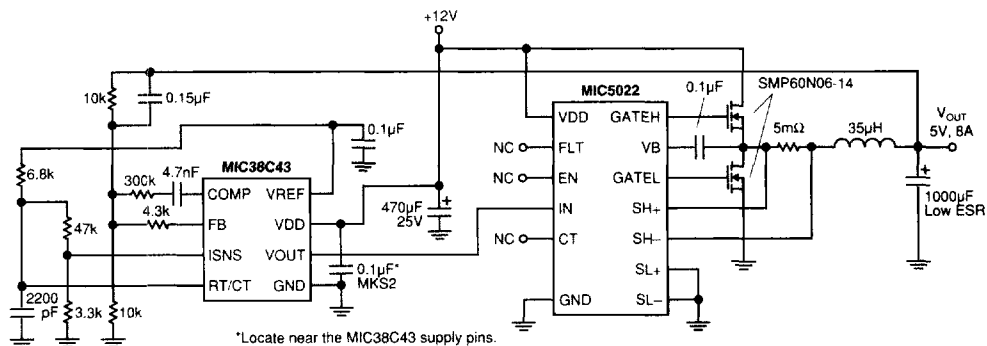 +12V
10k
0.15µF
0.1µF
MIC38C43
6.8k
300k
4.7nF
COMP
VREF
4.3k
FB
VDD
47k
ISNS
VOUT
RT/CT
GND
2200
pF
3.3k
10k
0.1µF*
MKS2
470µF
25V
+
*Locate near the MIC38C43 supply pins.
MIC5022
VDD
GATEH
NC
FLT
VB
NC
EN
GATEL
IN
SH+
NC
CT
SH–
SL+
GND
SL–
0.1µF
SMP60N06-14
5mΩ
35µH
VOUT
5V, 8A
+
1000µF
Low ESR